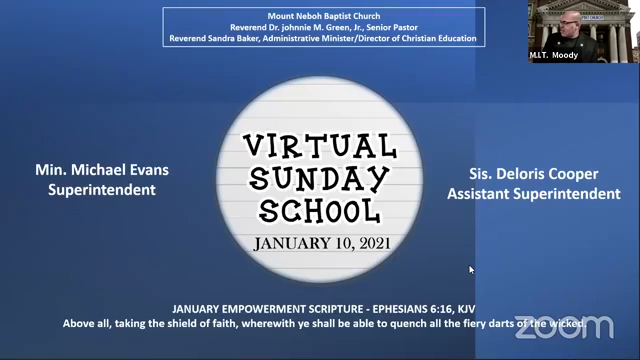 Mount Neboh Baptist Church
Reverend Dr. johnnie M. Green, Jr., Senior Pastor
Reverend Sandra Baker, Administrative Minister/Director of Christian Education
M.I.T. Moody
Min. Michael Evans
Superintendent
VIRTUAL
SUNDAY
SCHOOL
JANUARY 10, 2021
Sis. Deloris Cooper
Assistant Superintendent
JANUARY EMPOWERMENT SCRIPTURE - EPHESIANS 6:16, KJV
Above all, taking the shield of faith, wherewith ye shall be able to quench all the fiery darts of the wicked.
zoom